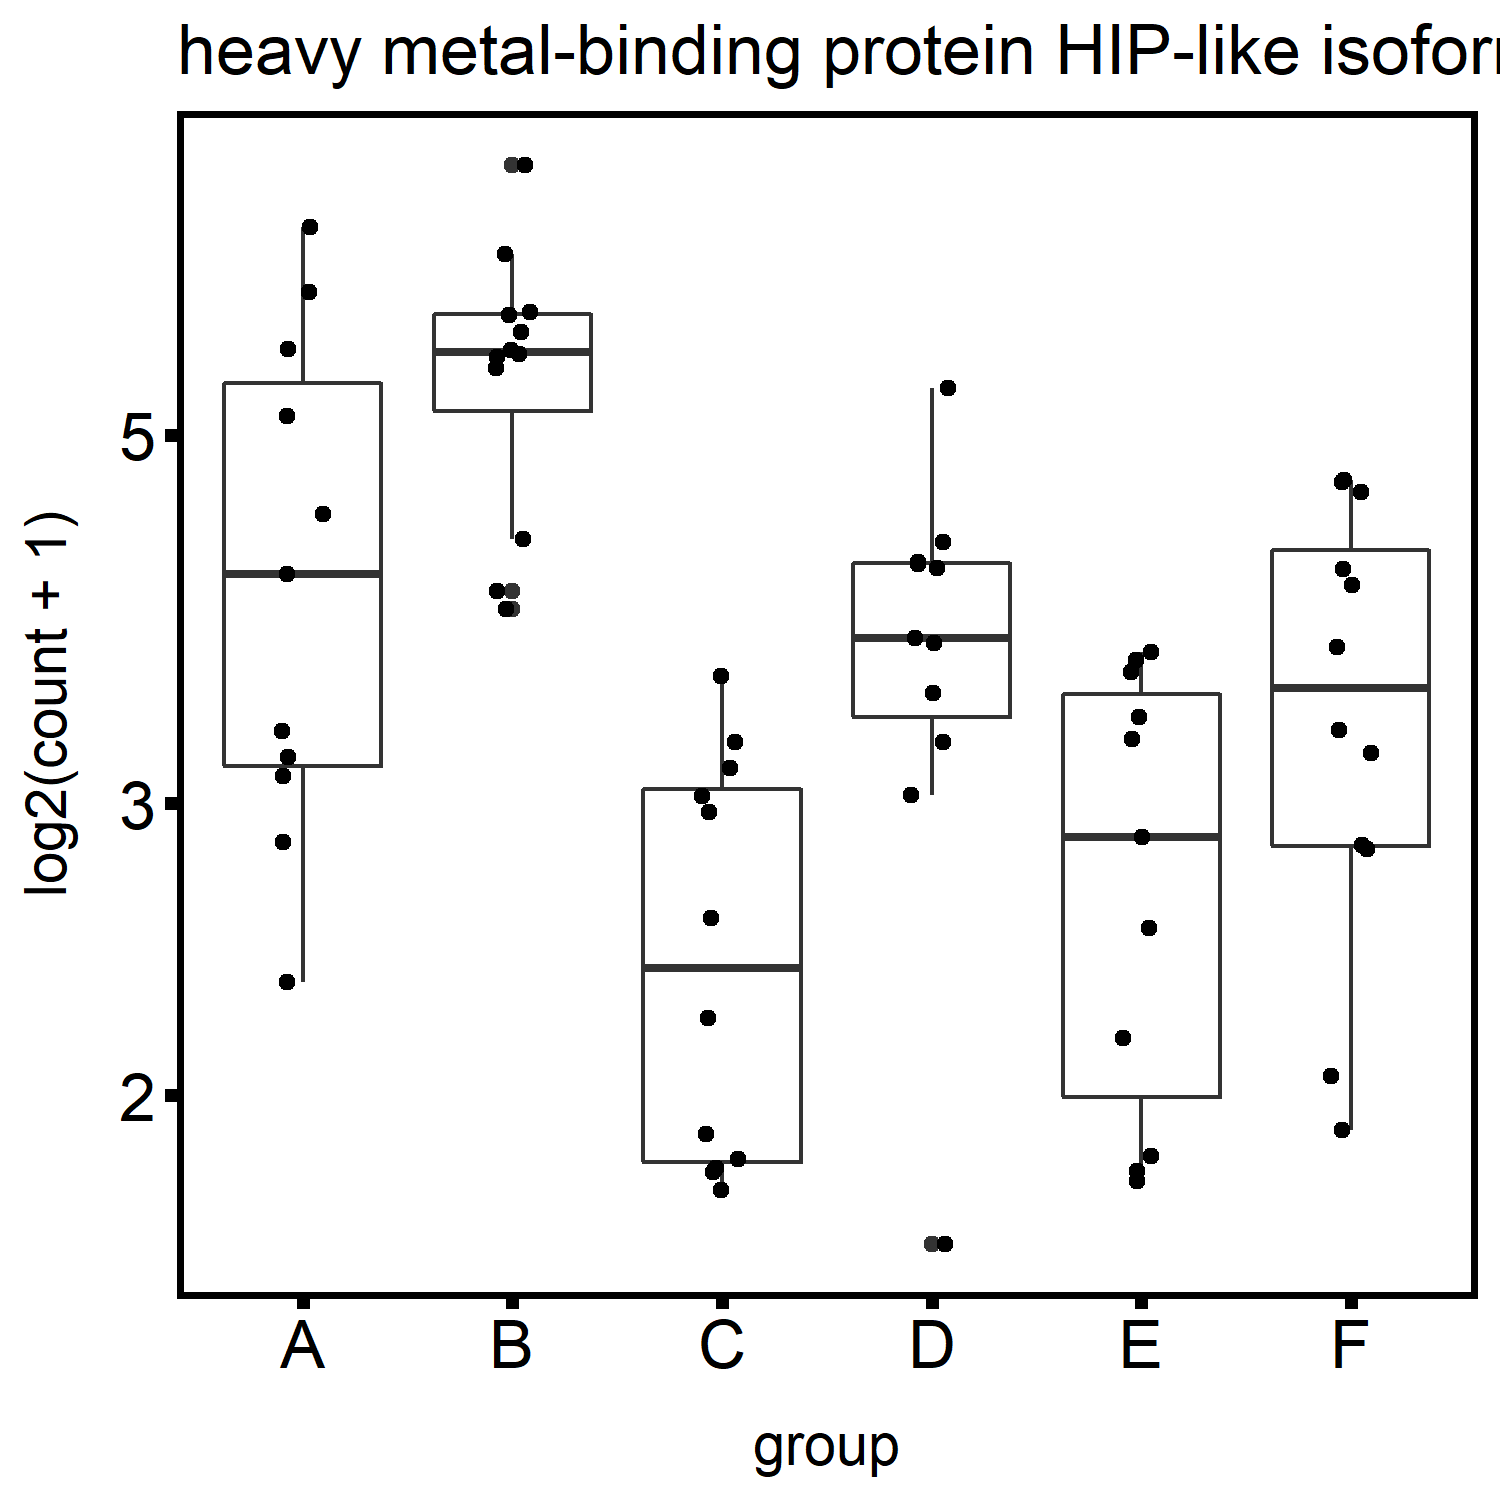 heavy metal-binding protein HIP-like isofor
log2(count + 1)
5
3
2
A B C D E F
group